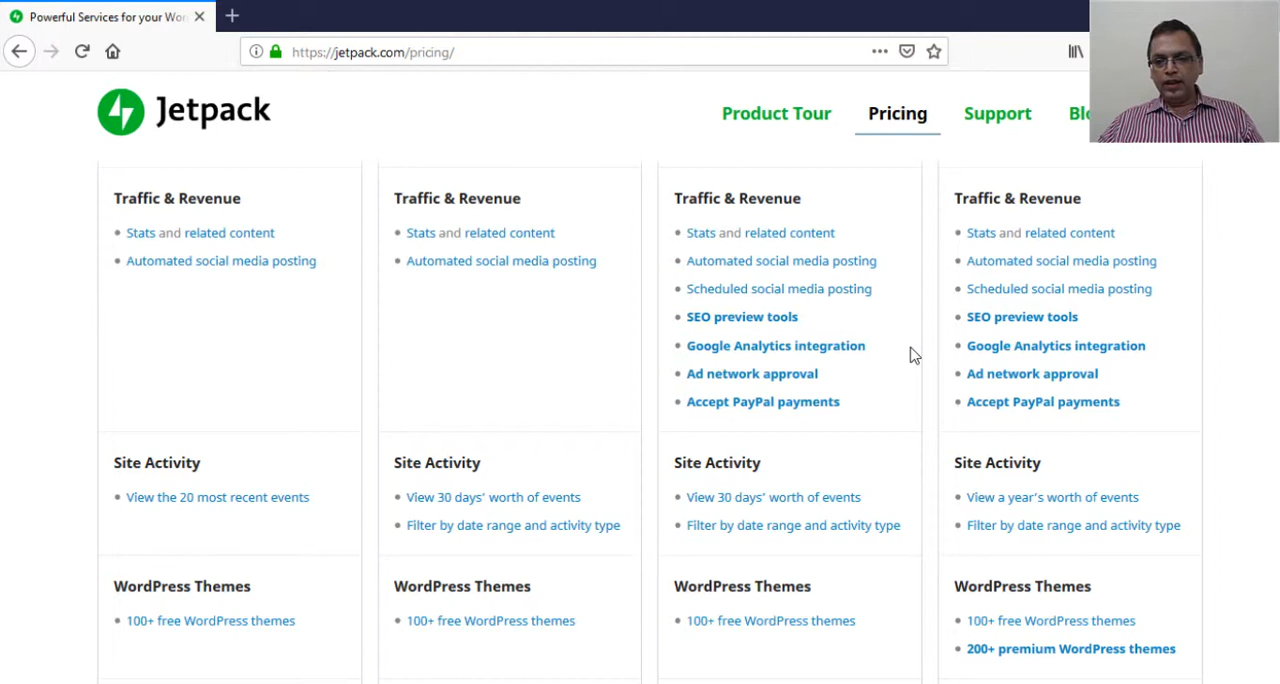 Powerful Services for your Wor
https://jetpack.com/pricing/
Jetpack
Product Tour
Pricing
Support
Traffic & Revenue
Stats and related content
Automated social media posting
Traffic & Revenue
Stats and related content
Automated social media posting
Traffic & Revenue
Stats and related content
Automated social media posting
Scheduled social media posting
SEO preview tools
Google Analytics integration
Ad network approval
Accept PayPal payments
Traffic & Revenue
Stats and related content
Automated social media posting
Scheduled social media posting
SEO preview tools
Google Analytics integration
Ad network approval
Accept PayPal payments
Site Activity
View the 20 most recent events
Site Activity
View 30 days’ worth of events
Filter by date range and activity type
Site Activity
View 30 days’ worth of events
Filter by date range and activity type
Site Activity
View a year’s worth of events
Filter by date range and activity type
WordPress Themes
100+ free WordPress themes
WordPress Themes
100+ free WordPress themes
WordPress Themes
100+ free WordPress themes
WordPress Themes
100+ free WordPress themes
200+ premium WordPress themes